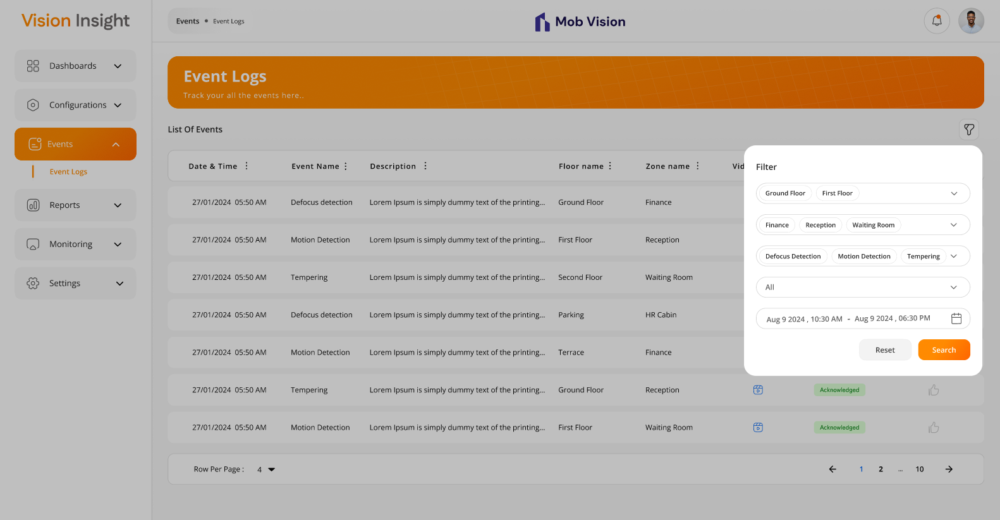 Vision Insight
Events • Event Logs
Mob Vision
Dashboards
Configurations
Events
Event Logs
Reports
Monitoring
Settings
Event Logs
Track your all the events here..
List Of Events
Date & Time Event Name Description Floor name Zone name Vid
27/01/2024 05:50 AM Defocus detection Lorem Ipsum is simply dummy text of the printing... Ground Floor Finance
27/01/2024 05:50 AM Motion Detection Lorem Ipsum is simply dummy text of the printing... First Floor Reception
27/01/2024 05:50 AM Tempering Lorem Ipsum is simply dummy text of the printing... Second Floor Waiting Room
27/01/2024 05:50 AM Defocus detection Lorem Ipsum is simply dummy text of the printing... Parking HR Cabin
27/01/2024 05:50 AM Motion Detection Lorem Ipsum is simply dummy text of the printing... Terrace Finance
27/01/2024 05:50 AM Tempering Lorem Ipsum is simply dummy text of the printing... Ground Floor Reception Acknowledged
27/01/2024 05:50 AM Motion Detection Lorem Ipsum is simply dummy text of the printing... First Floor Waiting Room Acknowledged
Row Per Page : 4
1 2 ... 10
Filter
Ground Floor First Floor
Finance Reception Waiting Room
Defocus Detection Motion Detection Tempering
All
Aug 9 2024 , 10:30 AM - Aug 9 2024 , 06:30 PM
Reset Search